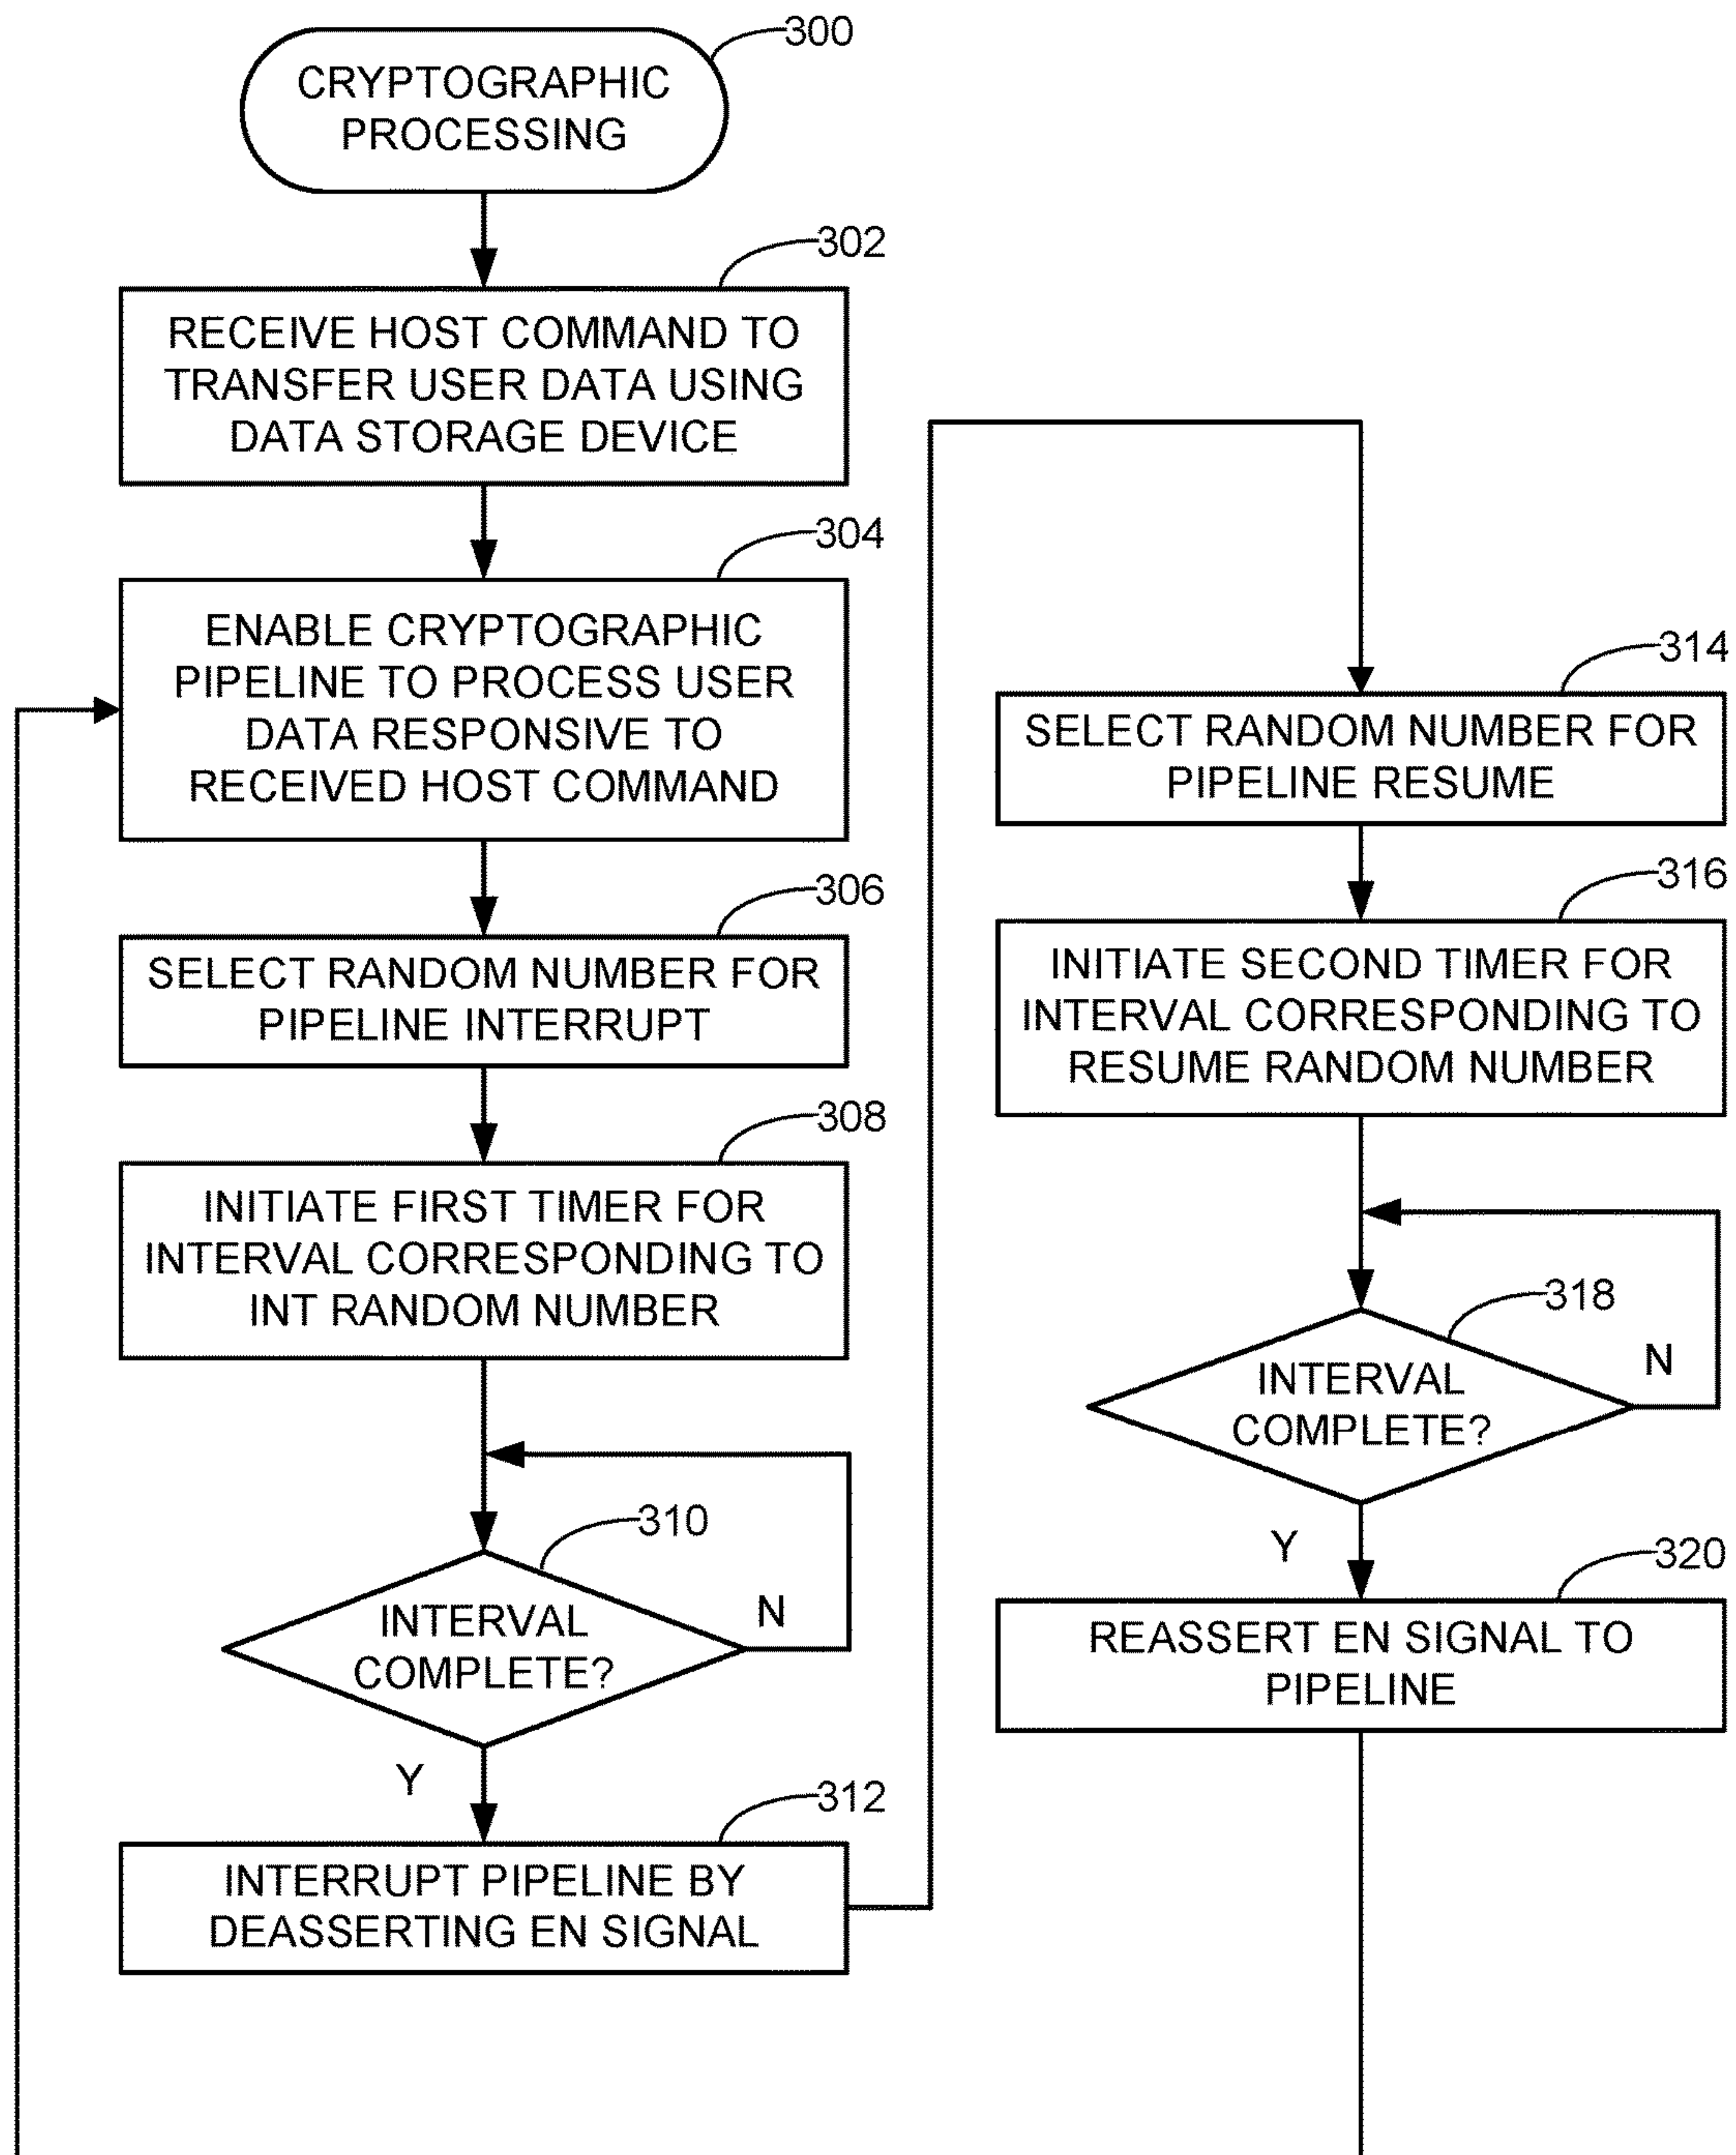 300
CRYPTOGRAPHIC
PROCESSING
302
RECEIVE HOST COMMAND TO
TRANSFER USER DATA USING
DATA STORAGE DEVICE
304
ENABLE CRYPTOGRAPHIC
PIPELINE TO PROCESS USER
DATA RESPONSIVE TO
RECEIVED HOST COMMAND
306
SELECT RANDOM NUMBER FOR
PIPELINE INTERRUPT
308
INITIATE FIRST TIMER FOR
INTERVAL CORRESPONDING TO
INT RANDOM NUMBER
310
INTERVAL
COMPLETE?
N
Y
312
INTERRUPT PIPELINE BY
DEASSERTING EN SIGNAL
314
SELECT RANDOM NUMBER FOR
PIPELINE RESUME
316
INITIATE SECOND TIMER FOR
INTERVAL CORRESPONDING TO
RESUME RANDOM NUMBER
318
INTERVAL
COMPLETE?
N
Y
320
REASSERT EN SIGNAL TO
PIPELINE